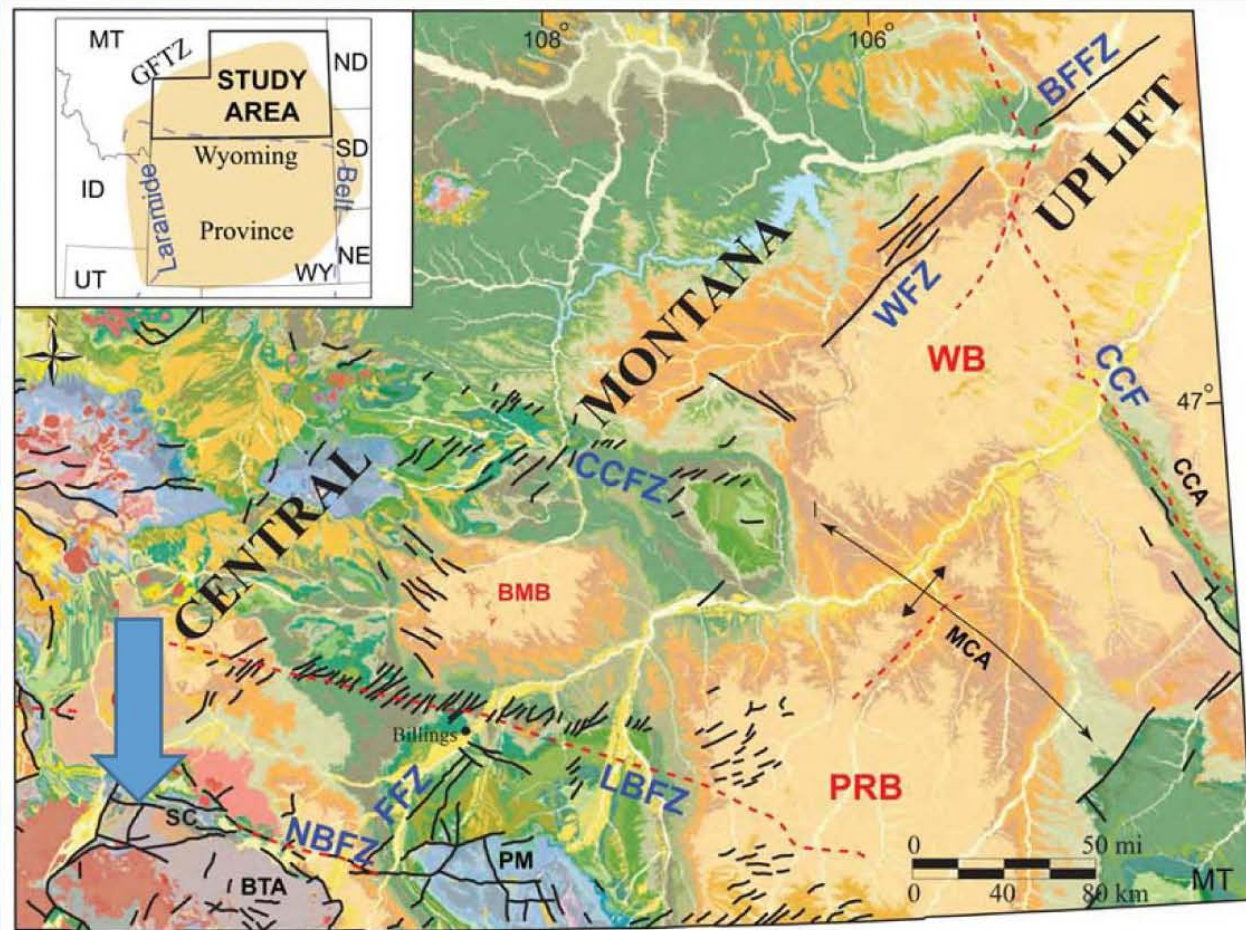 MT
GFTZ
ND
STUDY
AREA
Wyoming
SD
ID
Laramide
Belt
Province
NE
UT
WY
108°
106°
BFFZ
UPLIFT
MONTANA
WFZ
WB
CCF
47°
N
CENTRAL
CCFZ
CCA
BMB
MCA
Billings
FFZ
LBFZ
PRB
SC
NBFZ
PM
BTA
0 50 mi
0 40 80 km
MT